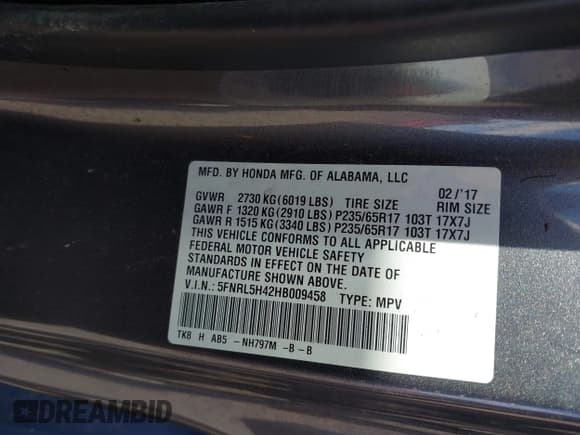 MFD. BY HONDA MFG. OF ALABAMA, LLC 02/'17
GVWR 2730 KG(6019 LBS) TIRE SIZE RIM SIZE
GAWR F 1320 KG(2910 LBS) P235/65R17 103T 17X7J
GAWR R 1515 KG(3340 LBS) P235/65R17 103T 17X7J
THIS VEHICLE CONFORMS TO ALL APPLICABLE
FEDERAL MOTOR VEHICLE SAFETY
STANDARDS IN EFFECT ON THE DATE OF
MANUFACTURE SHOWN ABOVE.
V.I.N.: 5FNRL5H42HB009458 TYPE: MPV
TK8 H AB5 -NH797M -B-B
DREAMBID